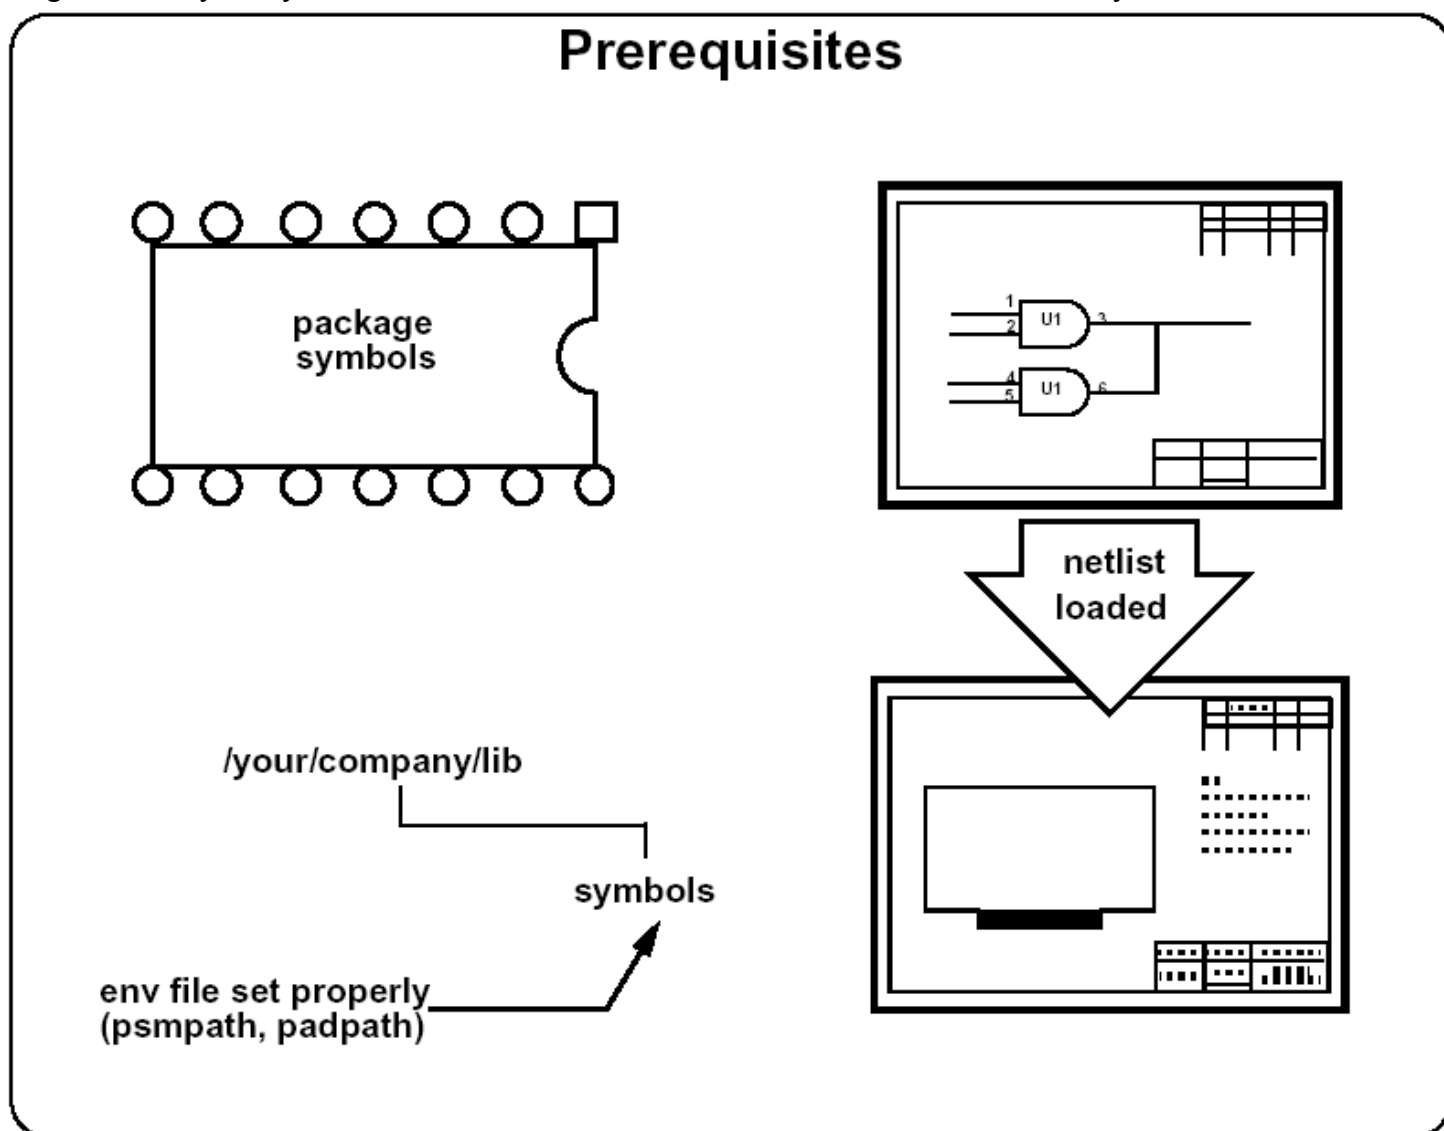 Prerequisites
package
symbols
1
2
U1
3
4
5
U1
6
netlist
loaded
/your/company/lib
symbols
env file set properly
(psmpath, padpath)